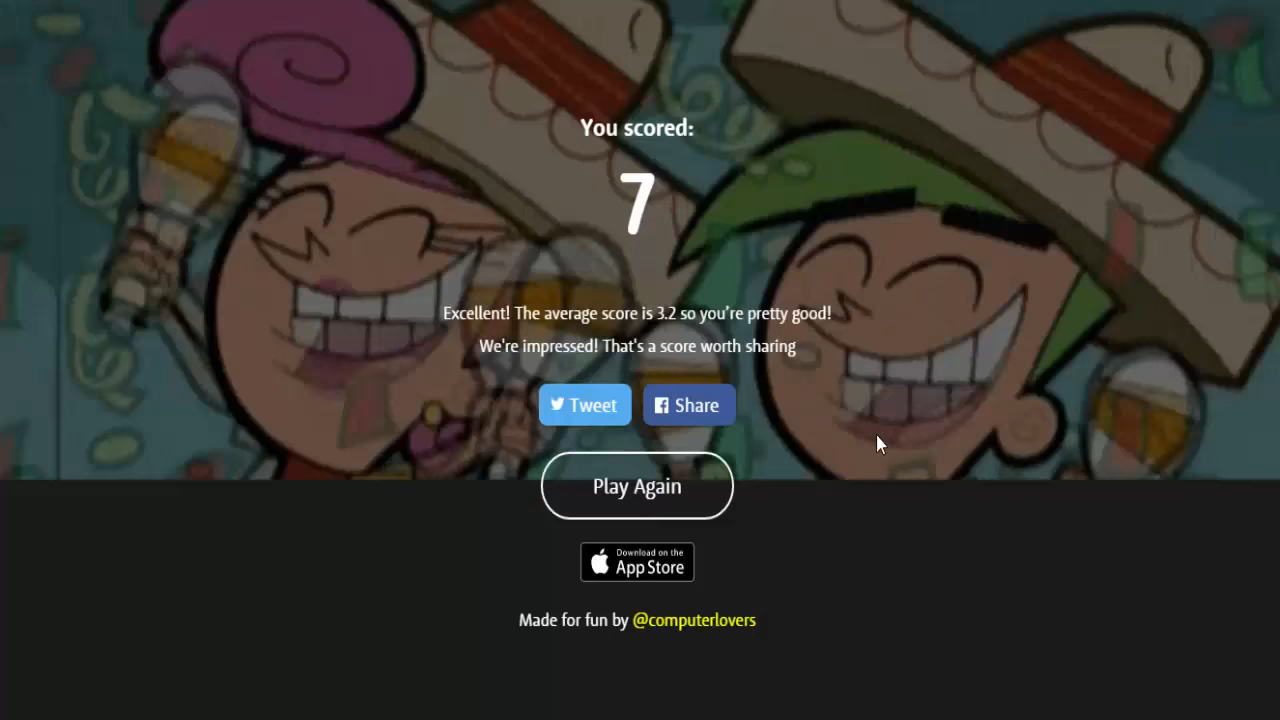 You scored:
7
Excellent! The average score is 3.2 so you're pretty good!
We're impressed! That's a score worth sharing
Tweet Share
Play Again
Download on the
App Store
Made for fun by @computerlovers